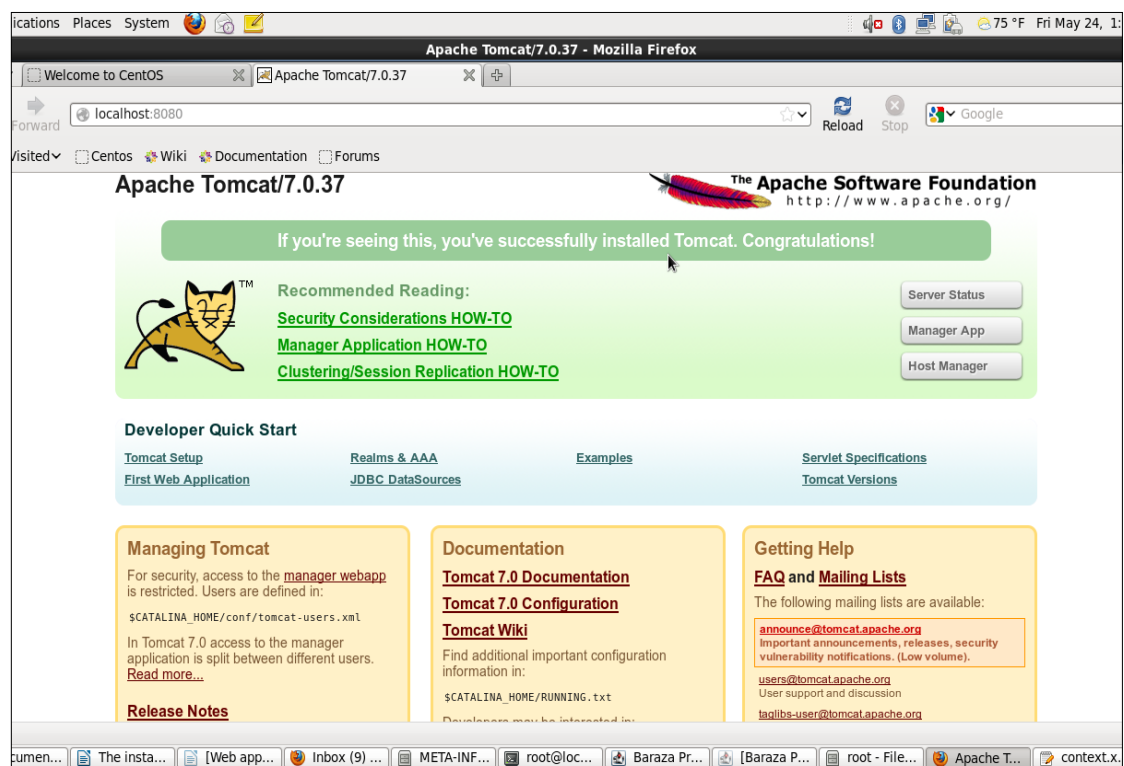 ications Places System 75 °F Fri May 24, 1:
Apache Tomcat/7.0.37 - Mozilla Firefox
Welcome to CentOS Apache Tomcat/7.0.37
Forward localhost:8080 Reload Stop Google
Visited Centos Wiki Documentation Forums
Apache Tomcat/7.0.37
The Apache Software Foundation
http://www.apache.org/
If you're seeing this, you've successfully installed Tomcat. Congratulations!
TM
Recommended Reading:
Security Considerations HOW-TO
Manager Application HOW-TO
Clustering/Session Replication HOW-TO
Server Status
Manager App
Host Manager
Developer Quick Start
Tomcat Setup Realms & AAA Examples Servlet Specifications
First Web Application JDBC DataSources Tomcat Versions
Managing Tomcat
For security, access to the manager webapp
is restricted. Users are defined in:
$CATALINA_HOME/conf/tomcat-users.xml
In Tomcat 7.0 access to the manager
application is split between different users.
Read more...
Release Notes
Documentation
Tomcat 7.0 Documentation
Tomcat 7.0 Configuration
Tomcat Wiki
Find additional important configuration
information in:
$CATALINA_HOME/RUNNING.txt
Developers may be interested in:
Getting Help
FAQ and Mailing Lists
The following mailing lists are available:
announce@tomcat.apache.org
Important announcements, releases, security
vulnerability notifications. (Low volume).
users@tomcat.apache.org
User support and discussion
taglibs-user@tomcat.apache.org
cumen... The insta... [Web app... Inbox (9) ... META-INF... root@loc... Baraza Pr... [Baraza P... root - File... Apache T... context.x.